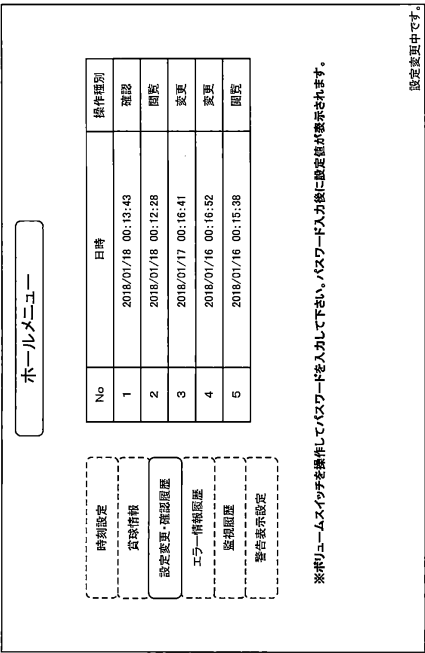 ホールメニュー
時刻設定
賞球情報
設定変更・確認履歴
エラー情報履歴
監視履歴
警告表示設定
No 日時 操作種別
1 2018/01/18 00:13:43 確認
2 2018/01/18 00:12:28 閲覧
3 2018/01/17 00:16:41 変更
4 2018/01/16 00:16:52 変更
5 2018/01/16 00:15:38 閲覧
※ボリュームスイッチを操作してパスワードを入力して下さい。パスワード入力後に設定値が表示されます。
設定変更中です。